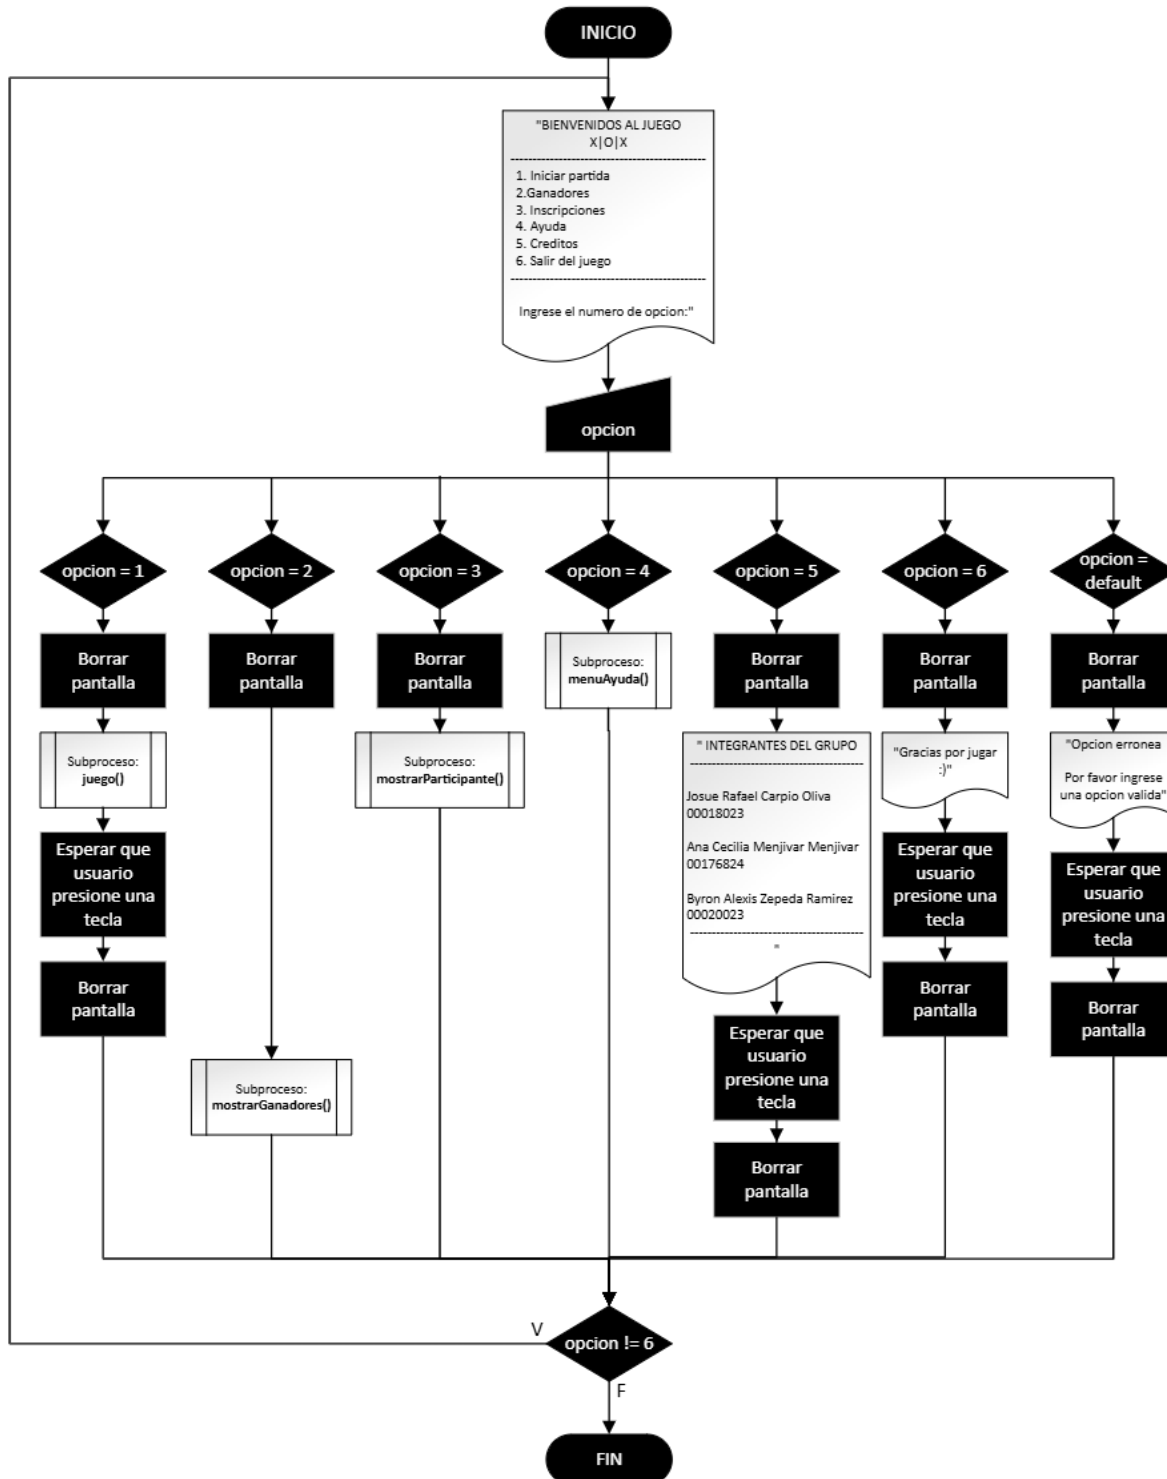 INICIO
"BIENVENIDOS AL JUEGO
X|O|X
1. Iniciar partida
2.Ganadores
3. Inscripciones
4. Ayuda
5. Creditos
6. Salir del juego
Ingrese el numero de opcion:"
opcion
opcion = 1
opcion = 2
opcion = 3
opcion = 4
opcion = 5
opcion = 6
opcion =
default
Borrar
pantalla
Borrar
pantalla
Borrar
pantalla
Subproceso:
menuAyuda()
Borrar
pantalla
Borrar
pantalla
Borrar
pantalla
Subproceso:
juego()
Subproceso:
mostrarParticipante()
" INTEGRANTES DEL GRUPO
Josue Rafael Carpio Oliva
00018023
Ana Cecilia Menjivar Menjivar
00176824
Byron Alexis Zepeda Ramirez
00020023
"
"Gracias por jugar
:)"
"Opcion erronea
Por favor ingrese
una opcion valida"
Esperar que
usuario
presione una
tecla
Esperar que
usuario
presione una
tecla
Esperar que
usuario
presione una
tecla
Borrar
pantalla
Borrar
pantalla
Borrar
pantalla
Subproceso:
mostrarGanadores()
Esperar que
usuario
presione una
tecla
Borrar
pantalla
V
opcion != 6
F
FIN